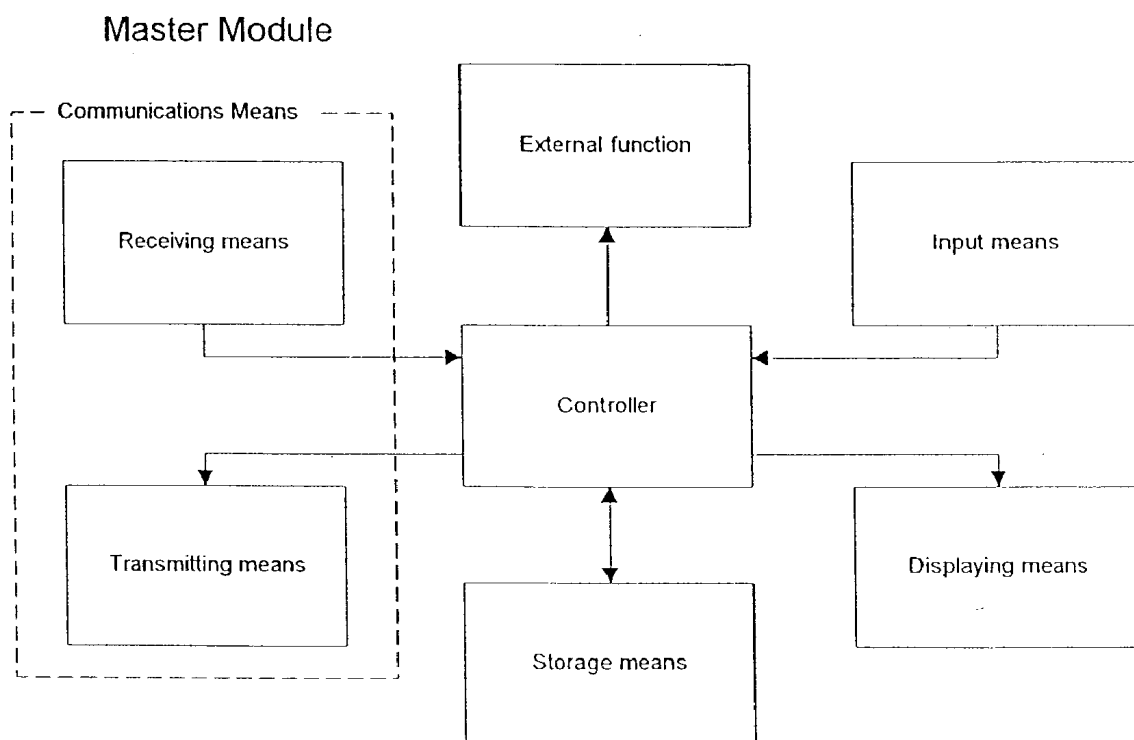 Master Module
Communications Means
External function
Receiving means
Input means
Controller
Transmitting means
Displaying means
Storage means